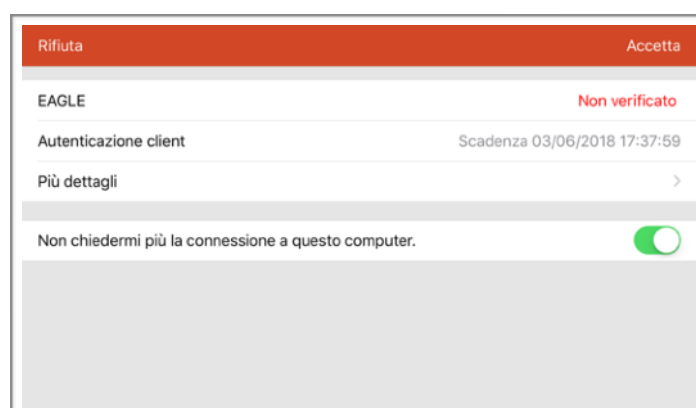 Rifiuta Accetta
EAGLE Non verificato
Autenticazione client Scadenza 03/06/2018 17:37:59
Più dettagli
Non chiedermi più la connessione a questo computer.